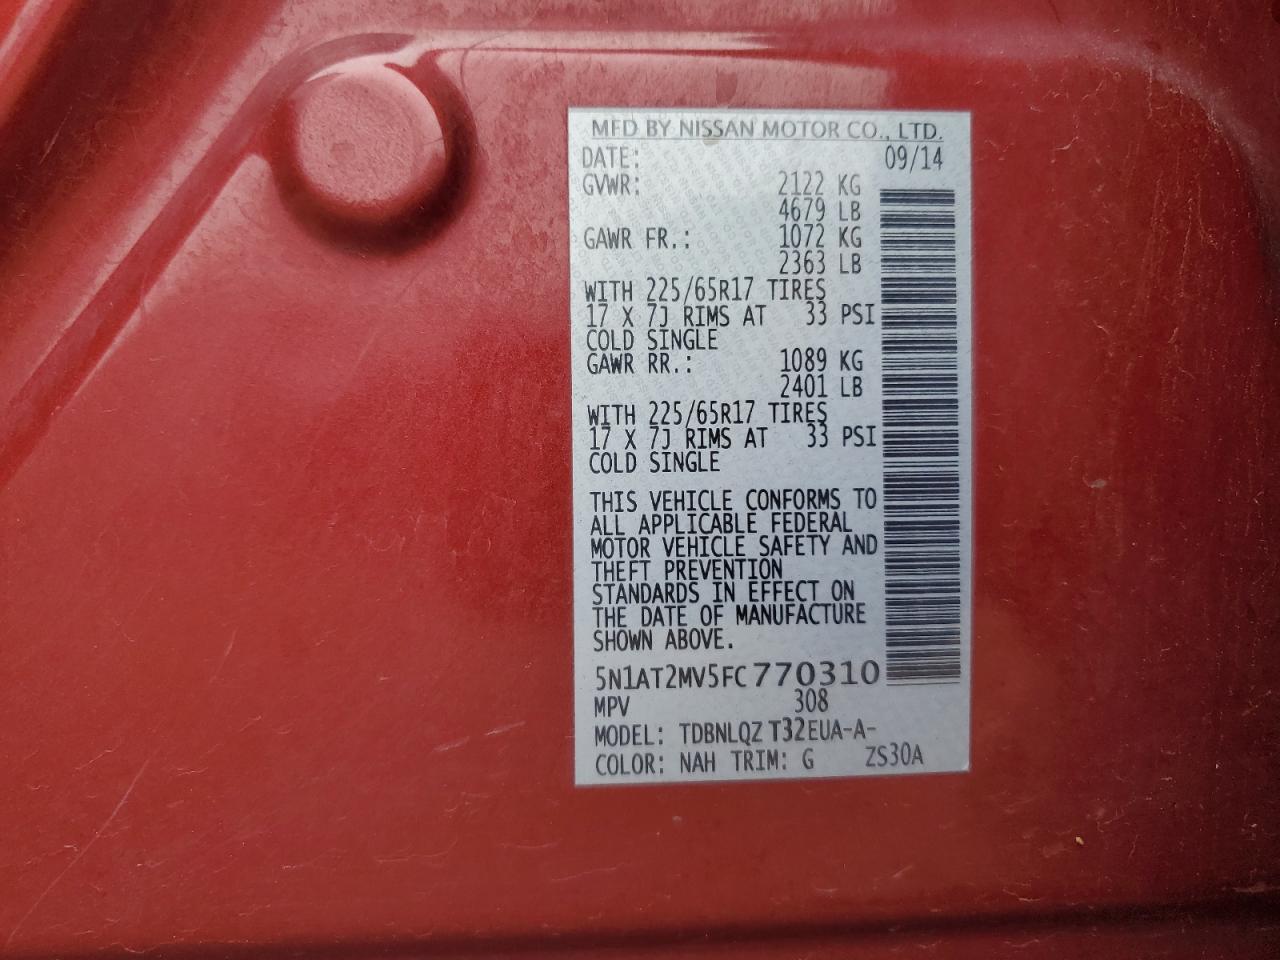 MFD BY NISSAN MOTOR CO., LTD.
DATE: 09/14
GVWR: 2122 KG
4679 LB
GAWR FR.: 1072 KG
2363 LB
WITH 225/65R17 TIRES
17 X 7J RIMS AT 33 PSI
COLD SINGLE
GAWR RR.: 1089 KG
2401 LB
WITH 225/65R17 TIRES
17 X 7J RIMS AT 33 PSI
COLD SINGLE
THIS VEHICLE CONFORMS TO
ALL APPLICABLE FEDERAL
MOTOR VEHICLE SAFETY AND
THEFT PREVENTION
STANDARDS IN EFFECT ON
THE DATE OF MANUFACTURE
SHOWN ABOVE.
5N1AT2MV5FC770310
MPV 308
MODEL: TDBNLQZ T32EUA-A-
COLOR: NAH TRIM: G ZS30A